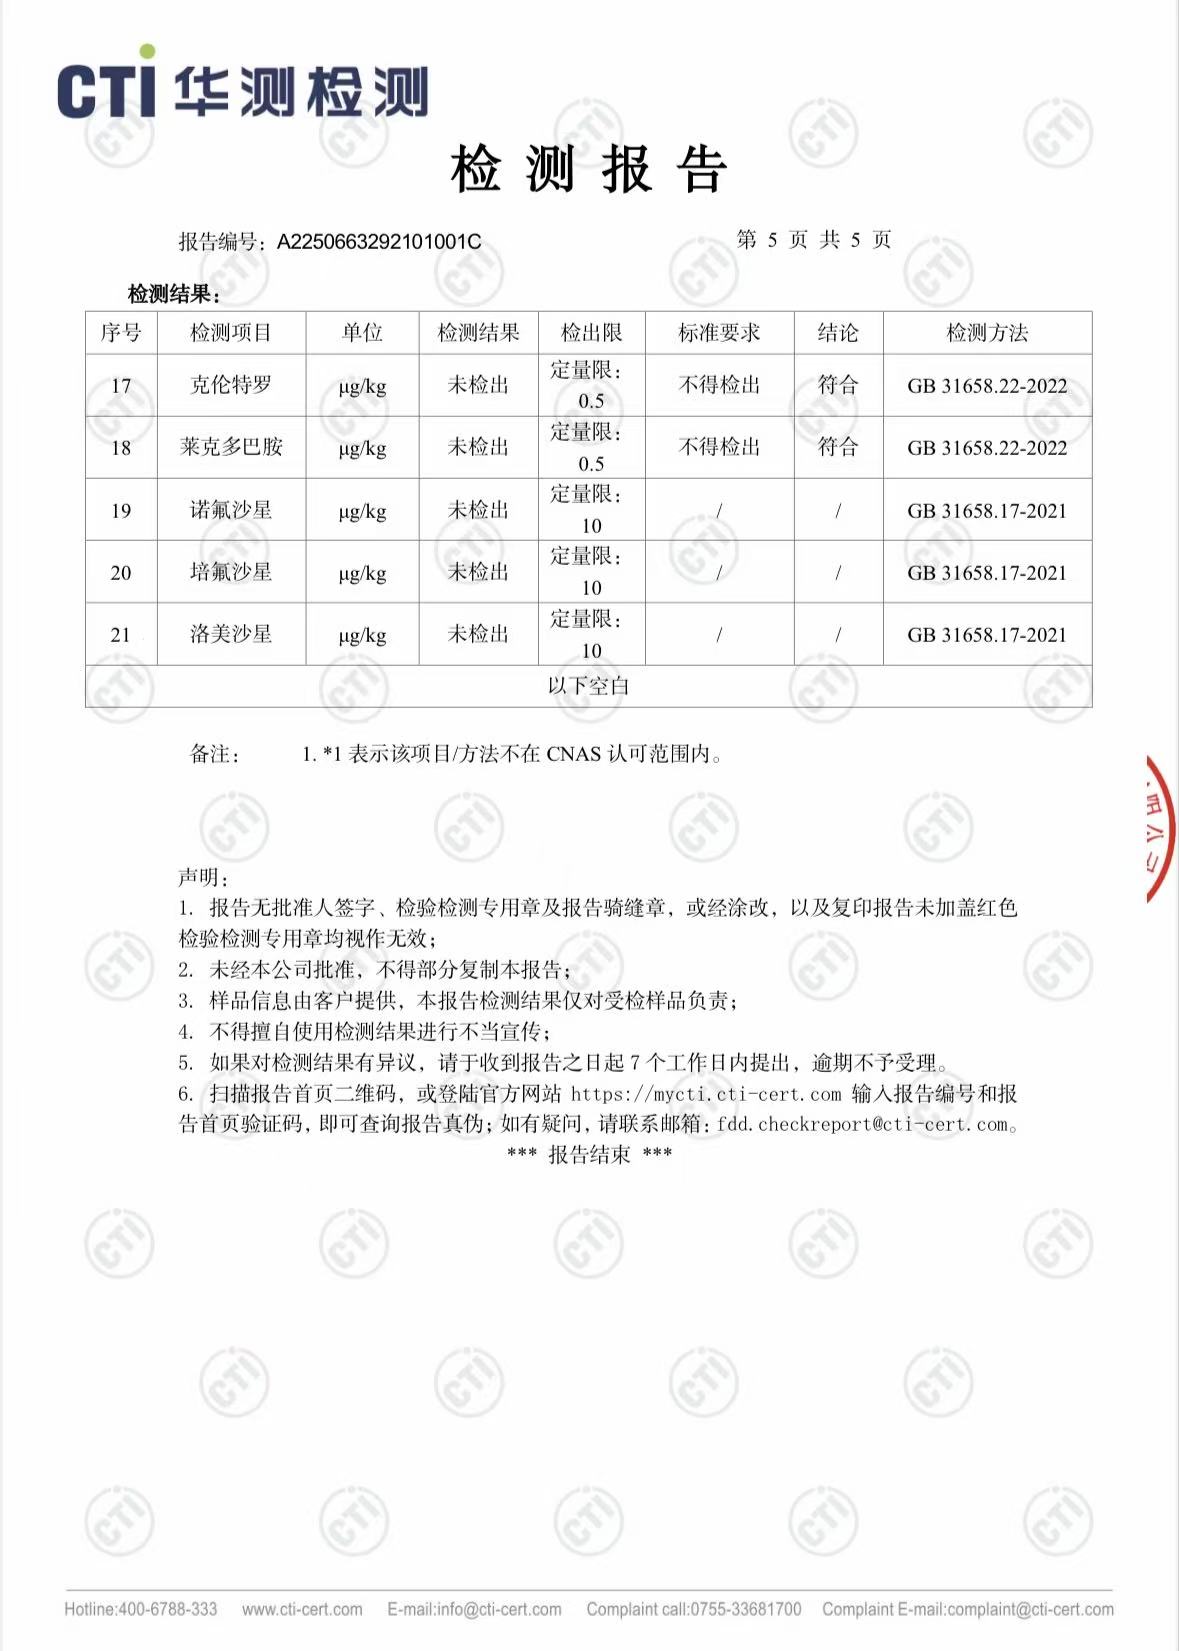 CTI 华测检测
检测报告
报告编号：A2250663292101001C 第 5 页 共 5 页
检测结果：
序号 检测项目 单位 检测结果 检出限 标准要求 结论 检测方法
17 克伦特罗 μg/kg 未检出 定量限：0.5 不得检出 符合 GB 31658.22-2022
18 莱克多巴胺 μg/kg 未检出 定量限：0.5 不得检出 符合 GB 31658.22-2022
19 诺氟沙星 μg/kg 未检出 定量限：10 / / GB 31658.17-2021
20 培氟沙星 μg/kg 未检出 定量限：10 / / GB 31658.17-2021
21 洛美沙星 μg/kg 未检出 定量限：10 / / GB 31658.17-2021
以下空白
备注： 1. *1 表示该项目/方法不在 CNAS 认可范围内。
声明：
1. 报告无批准人签字、检验检测专用章及报告骑缝章，或经涂改，以及复印报告未加盖红色
检验检测专用章均视作无效；
2. 未经本公司批准，不得部分复制本报告；
3. 样品信息由客户提供，本报告检测结果仅对受检样品负责；
4. 不得擅自使用检测结果进行不当宣传；
5. 如果对检测结果有异议，请于收到报告之日起 7 个工作日内提出，逾期不予受理。
6. 扫描报告首页二维码，或登陆官方网站 https://mycti.cti-cert.com 输入报告编号和报
告首页验证码，即可查询报告真伪；如有疑问，请联系邮箱：fdd.checkreport@cti-cert.com。
*** 报告结束 ***
Hotline:400-6788-333 www.cti-cert.com E-mail:info@cti-cert.com Complaint call:0755-33681700 Complaint E-mail:complaint@cti-cert.com